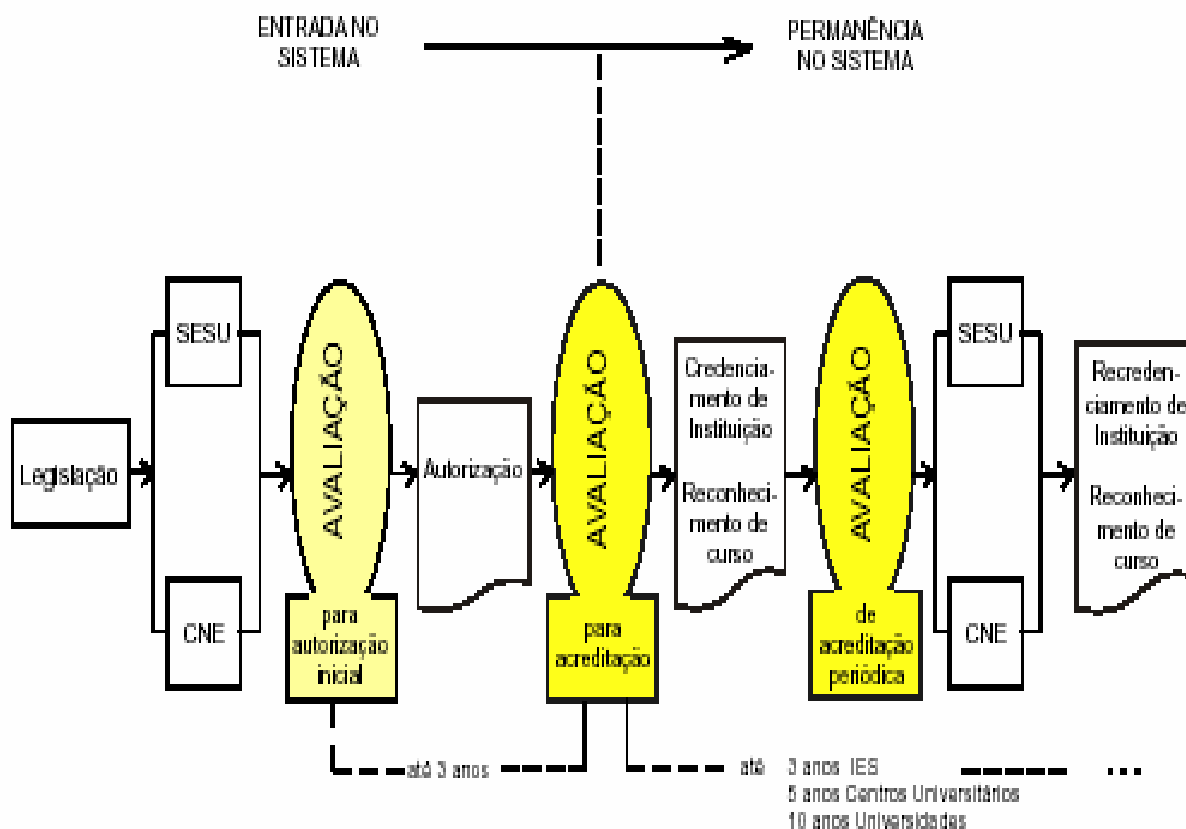 ENTRADA NO
SISTEMA
PERMANÊNCIA
NO SISTEMA
Legislação
SESU
CNE
AVALIAÇÃO
para
autorização
inicial
Autorização
AVALIAÇÃO
para
acreditação
Credencia-
mento de
Instituição
Reconheci-
mento de
curso
AVALIAÇÃO
de
acreditação
periódica
SESU
CNE
Recreden-
ciamento de
Instituição
Reconheci-
mento de
curso
até 3 anos
até 3 anos IES
5 anos Centros Universitários
10 anos Universidades